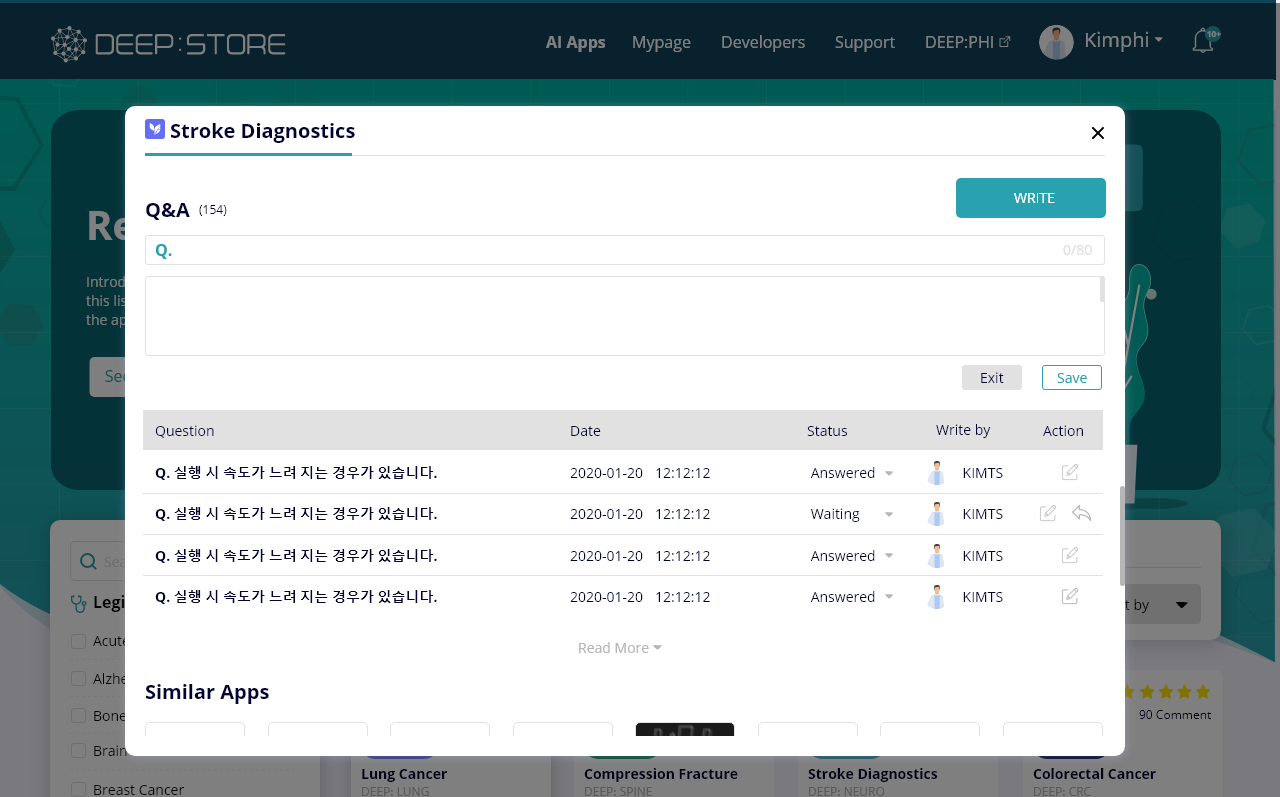 DEEP:STORE
AI Apps Mypage Developers Support DEEP:PHI Kimphi 10+
Stroke Diagnostics
WRITE
Q&A (154)
Q. 0/80
Introd
this lis
the ap
Exit Save
Question Date Status Write by Action
Q. 실행 시 속도가 느려 지는 경우가 있습니다. 2020-01-20 12:12:12 Answered KIMTS
Q. 실행 시 속도가 느려 지는 경우가 있습니다. 2020-01-20 12:12:12 Waiting KIMTS
Q. 실행 시 속도가 느려 지는 경우가 있습니다. 2020-01-20 12:12:12 Answered KIMTS
Q. 실행 시 속도가 느려 지는 경우가 있습니다. 2020-01-20 12:12:12 Answered KIMTS
Read More
Similar Apps
Re
See
Sea
Legi
Acute
Alzhe
Bone
Brain
Breast Cancer
t by
90 Comment
Lung Cancer
DEEP: LUNG
Compression Fracture
DEEP: SPINE
Stroke Diagnostics
DEEP: NEURO
Colorectal Cancer
DEEP: CRC